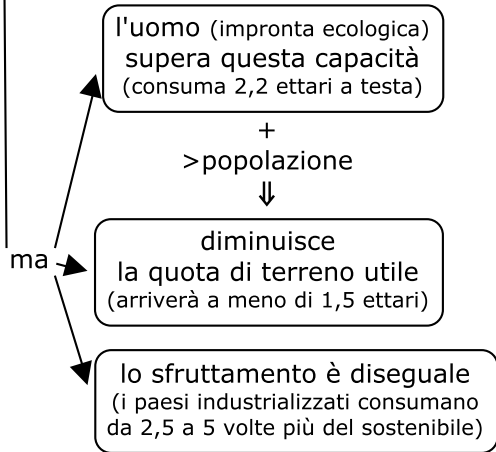 l'uomo (impronta ecologica)
supera questa capacità
(consuma 2,2 ettari a testa)
+
>popolazione
⇓
ma
diminuisce
la quota di terreno utile
(arriverà a meno di 1,5 ettari)
lo sfruttamento è diseguale
(i paesi industrializzati consumano
da 2,5 a 5 volte più del sostenibile)